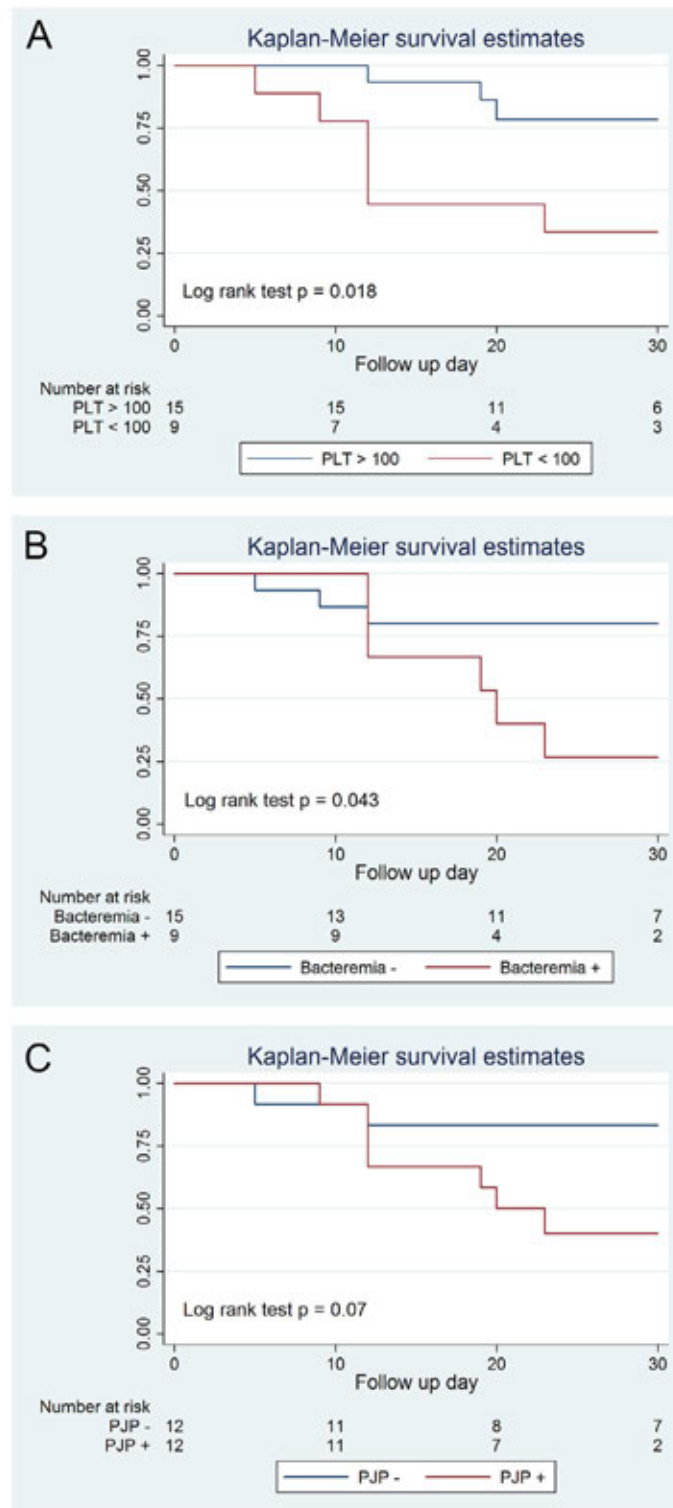 A
Kaplan-Meier survival estimates
1.00
0.75
0.50
0.25
0.00
Log rank test p = 0.018
0 10 20 30
Follow up day
Number at risk
PLT > 100 15 15 11 6
PLT < 100 9 7 4 3
PLT > 100 PLT < 100
B
Kaplan-Meier survival estimates
1.00
0.75
0.50
0.25
0.00
Log rank test p = 0.043
0 10 20 30
Follow up day
Number at risk
Bacteremia - 15 13 11 7
Bacteremia + 9 9 4 2
Bacteremia - Bacteremia +
C
Kaplan-Meier survival estimates
1.00
0.75
0.50
0.25
0.00
Log rank test p = 0.07
0 10 20 30
Follow up day
Number at risk
PJP - 12 11 8 7
PJP + 12 11 7 2
PJP - PJP +